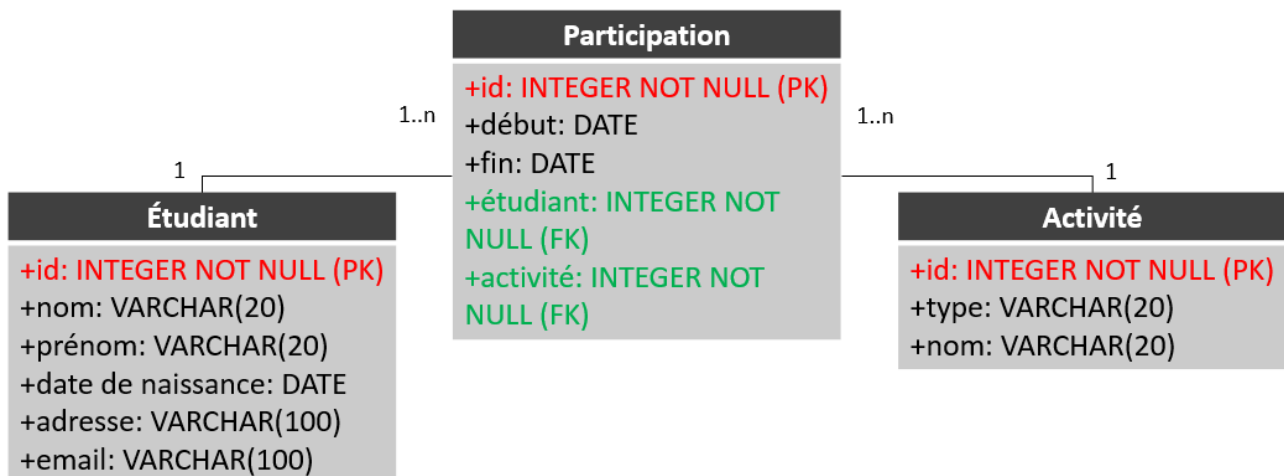 Participation
+id: INTEGER NOT NULL (PK)
+début: DATE
+fin: DATE
+étudiant: INTEGER NOT
NULL (FK)
+activité: INTEGER NOT
NULL (FK)
1..n
1..n
1
1
Étudiant
+id: INTEGER NOT NULL (PK)
+nom: VARCHAR(20)
+prénom: VARCHAR(20)
+date de naissance: DATE
+adresse: VARCHAR(100)
+email: VARCHAR(100)
Activité
+id: INTEGER NOT NULL (PK)
+type: VARCHAR(20)
+nom: VARCHAR(20)